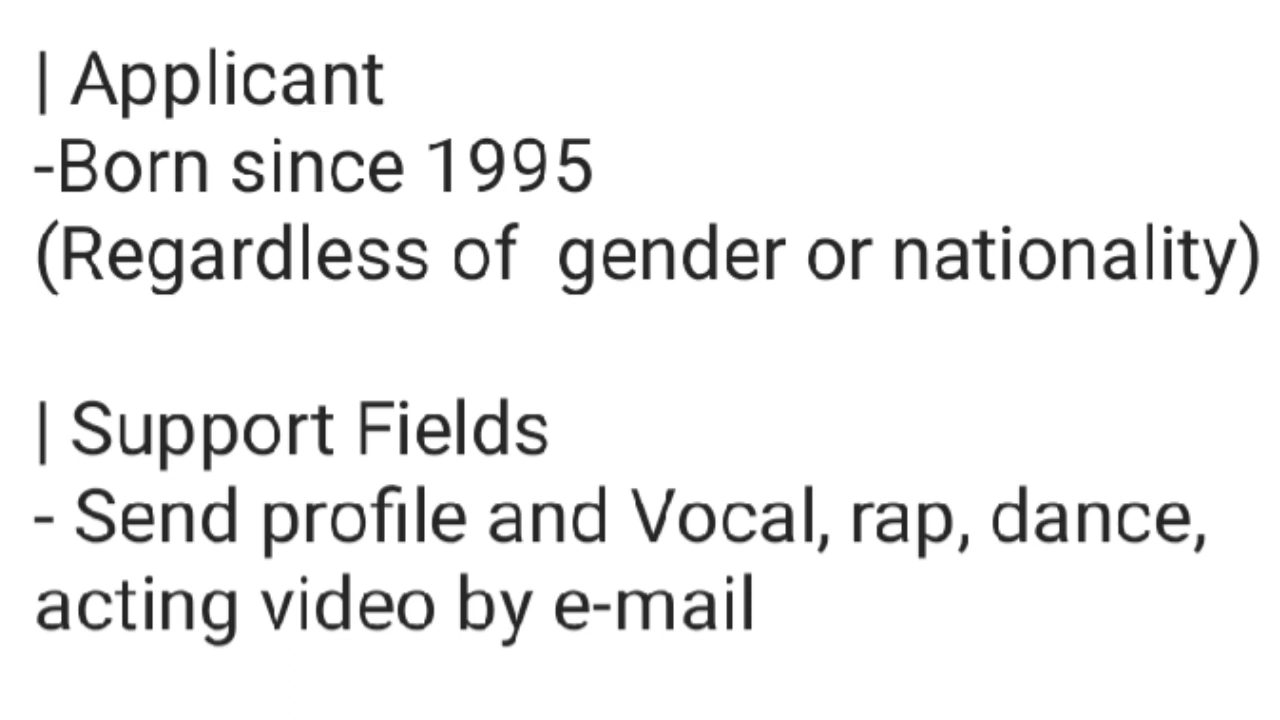 | Applicant
-Born since 1995
(Regardless of  gender or nationality)
| Support Fields
- Send profile and Vocal, rap, dance,
acting video by e-mail